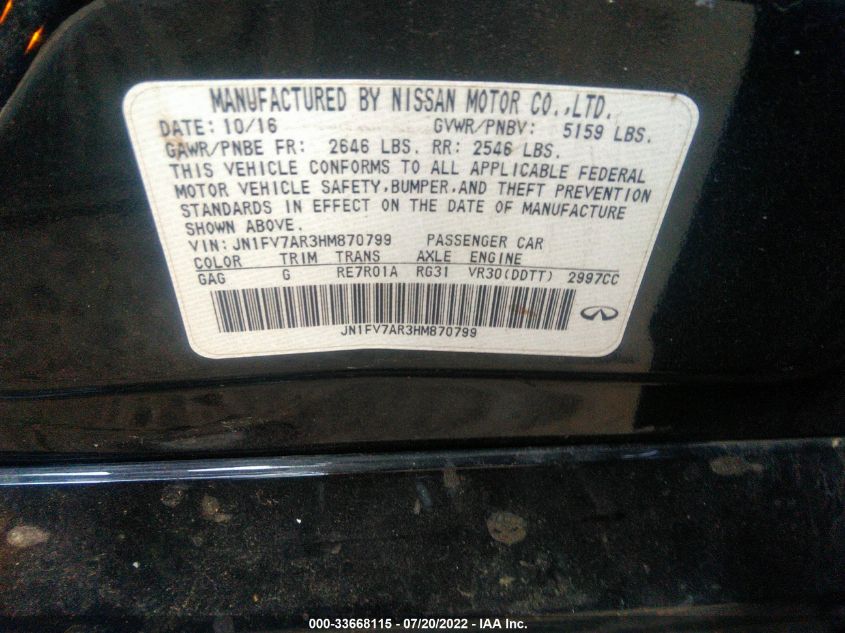 MANUFACTURED BY NISSAN MOTOR CO.,LTD.
DATE: 10/16 GVWR/PNBV: 5159 LBS.
GAWR/PNBE FR: 2646 LBS. RR: 2546 LBS.
THIS VEHICLE CONFORMS TO ALL APPLICABLE FEDERAL
MOTOR VEHICLE SAFETY,BUMPER,AND THEFT PREVENTION
STANDARDS IN EFFECT ON THE DATE OF MANUFACTURE
SHOWN ABOVE.
VIN: JN1FV7AR3HM870799 PASSENGER CAR
COLOR TRIM TRANS AXLE ENGINE
GAG G RE7R01A RG31 VR30(DDTT) 2997CC
JN1FV7AR3HM870799
000-33668115 - 07/20/2022 - IAA Inc.